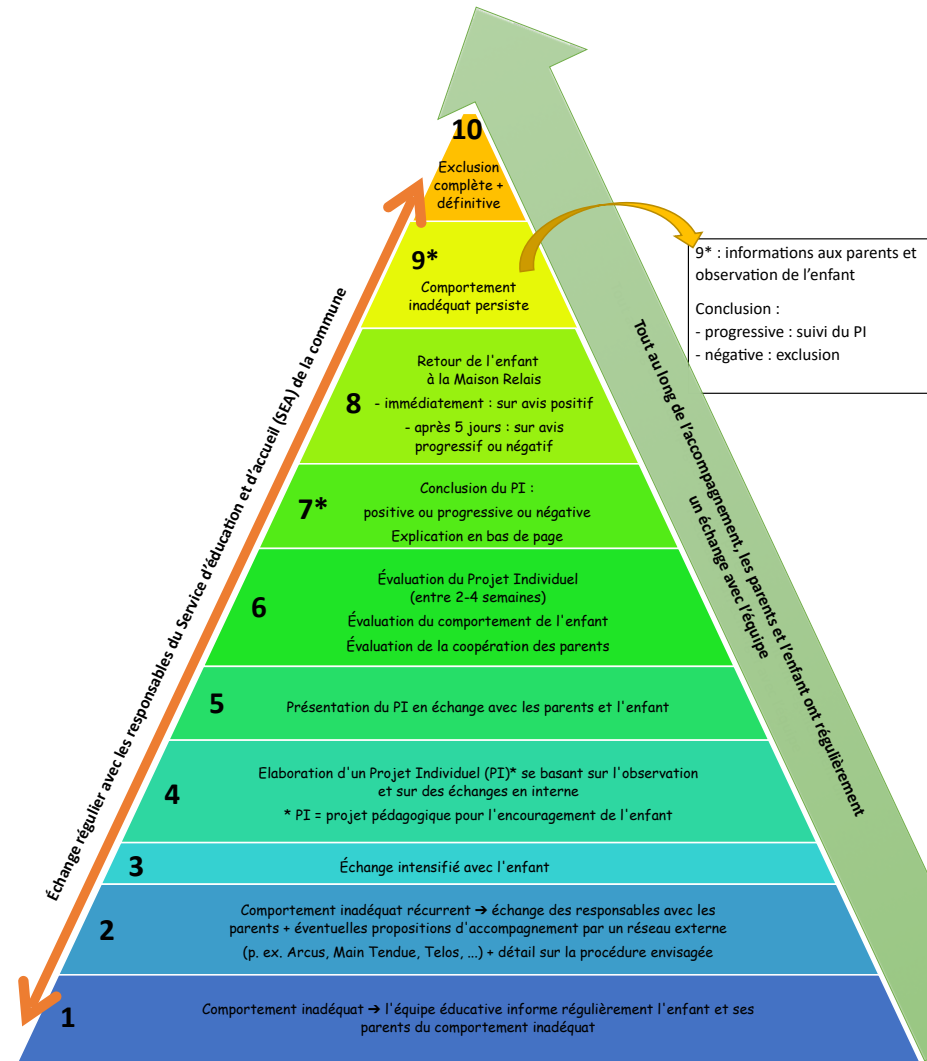 10
Exclusion
complète +
définitive
9*
Comportement
inadéquat persiste
9* : informations aux parents et
observation de l'enfant
Conclusion :
- progressive : suivi du PI
- négative : exclusion
8
Retour de l'enfant
à la Maison Relais
- immédiatement : sur avis positif
- après 5 jours : sur avis
progressif ou négatif
7*
Conclusion du PI :
positive ou progressive ou négative
Explication en bas de page
6
Évaluation du Projet Individuel
(entre 2-4 semaines)
Évaluation du comportement de l'enfant
Évaluation de la coopération des parents
5
Présentation du PI en échange avec les parents et l'enfant
4
Elaboration d'un Projet Individuel (PI)* se basant sur l'observation
et sur des échanges en interne
* PI = projet pédagogique pour l'encouragement de l'enfant
3
Échange intensifié avec l'enfant
2
Comportement inadéquat récurrent → échange des responsables avec les
parents + éventuelles propositions d'accompagnement par un réseau externe
(p. ex. Arcus, Main Tendue, Telos, ...) + détail sur la procédure envisagée
1
Comportement inadéquat → l'équipe éducative informe régulièrement l'enfant et ses
parents du comportement inadéquat
Échange régulier avec les responsables du Service d'éducation et d'accueil (SEA) de la commune
Tout au long de l'accompagnement, les parents et l'enfant ont régulièrement
un échange avec l'équipe